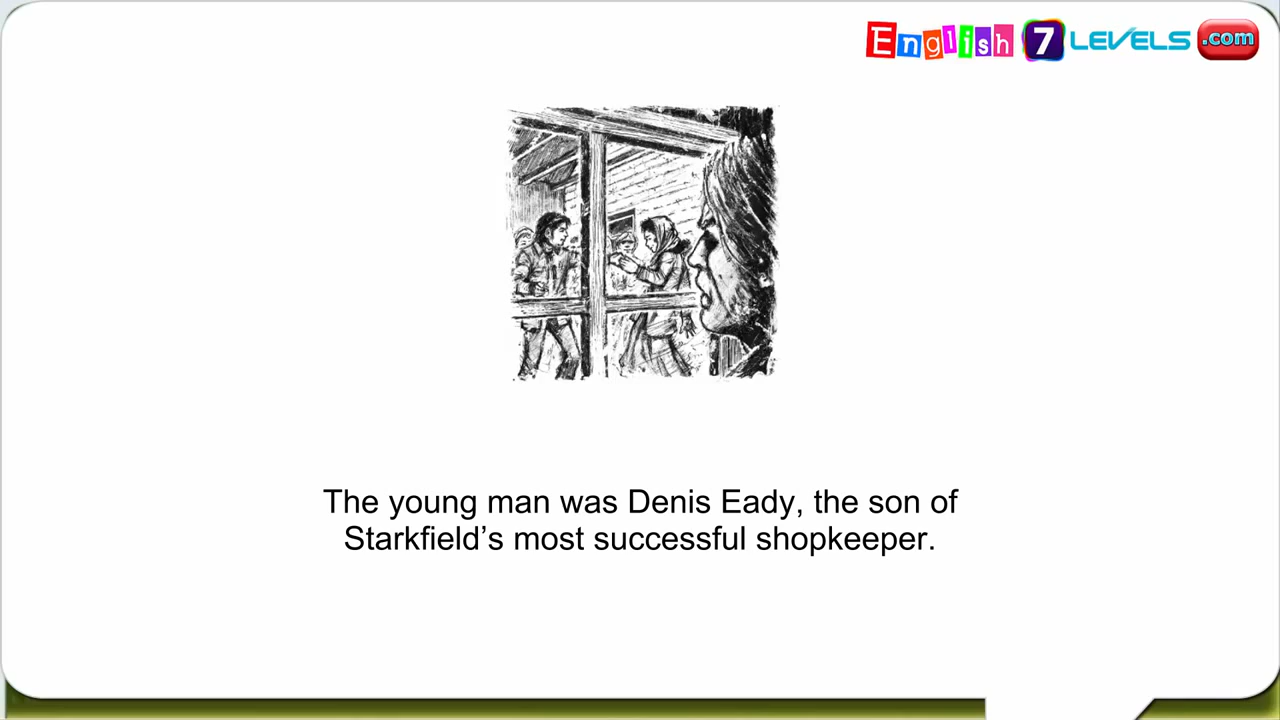 English 7 LEVELS .com
The young man was Denis Eady, the son of
Starkfield’s most successful shopkeeper.